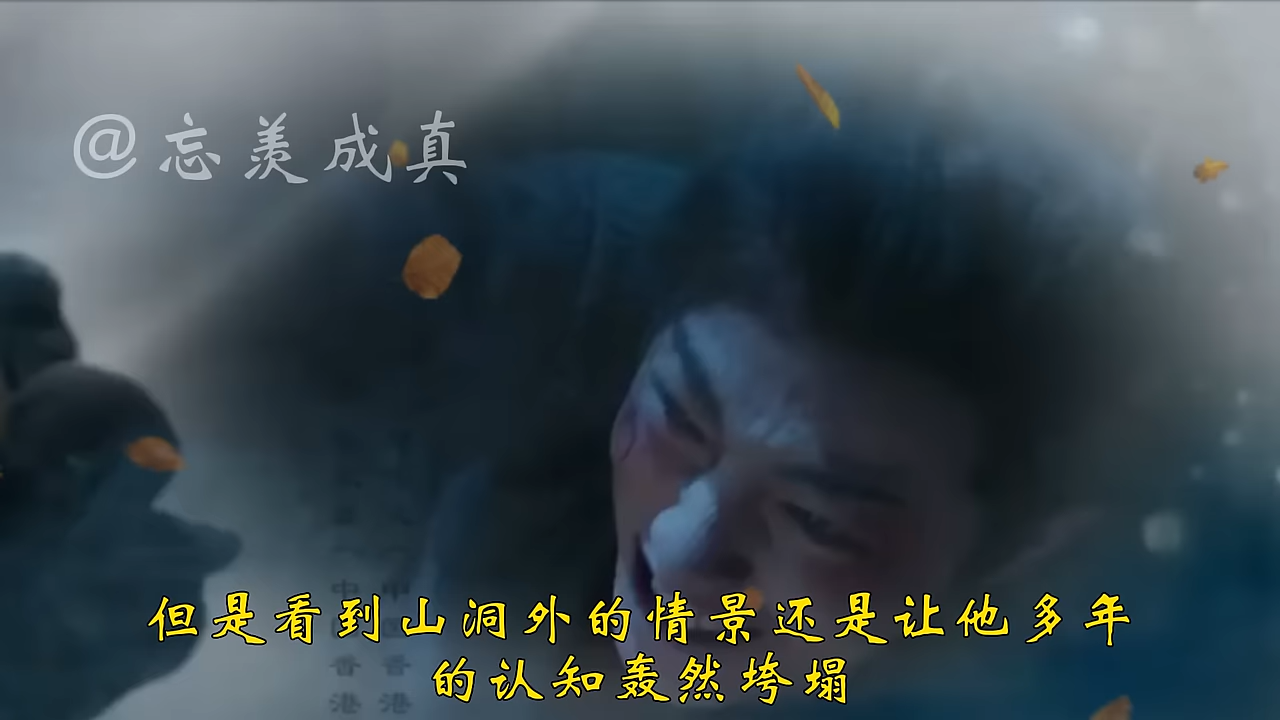 @忘羡成真
但是看到山洞外的情景还是让他多年
的认知轰然垮塌